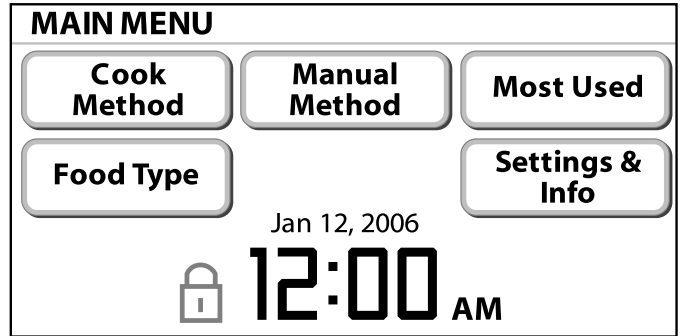 MAIN MENU
Cook
Method
Manual
Method
Most Used
Food Type
Settings &
Info
Jan 12, 2006
12:00 AM